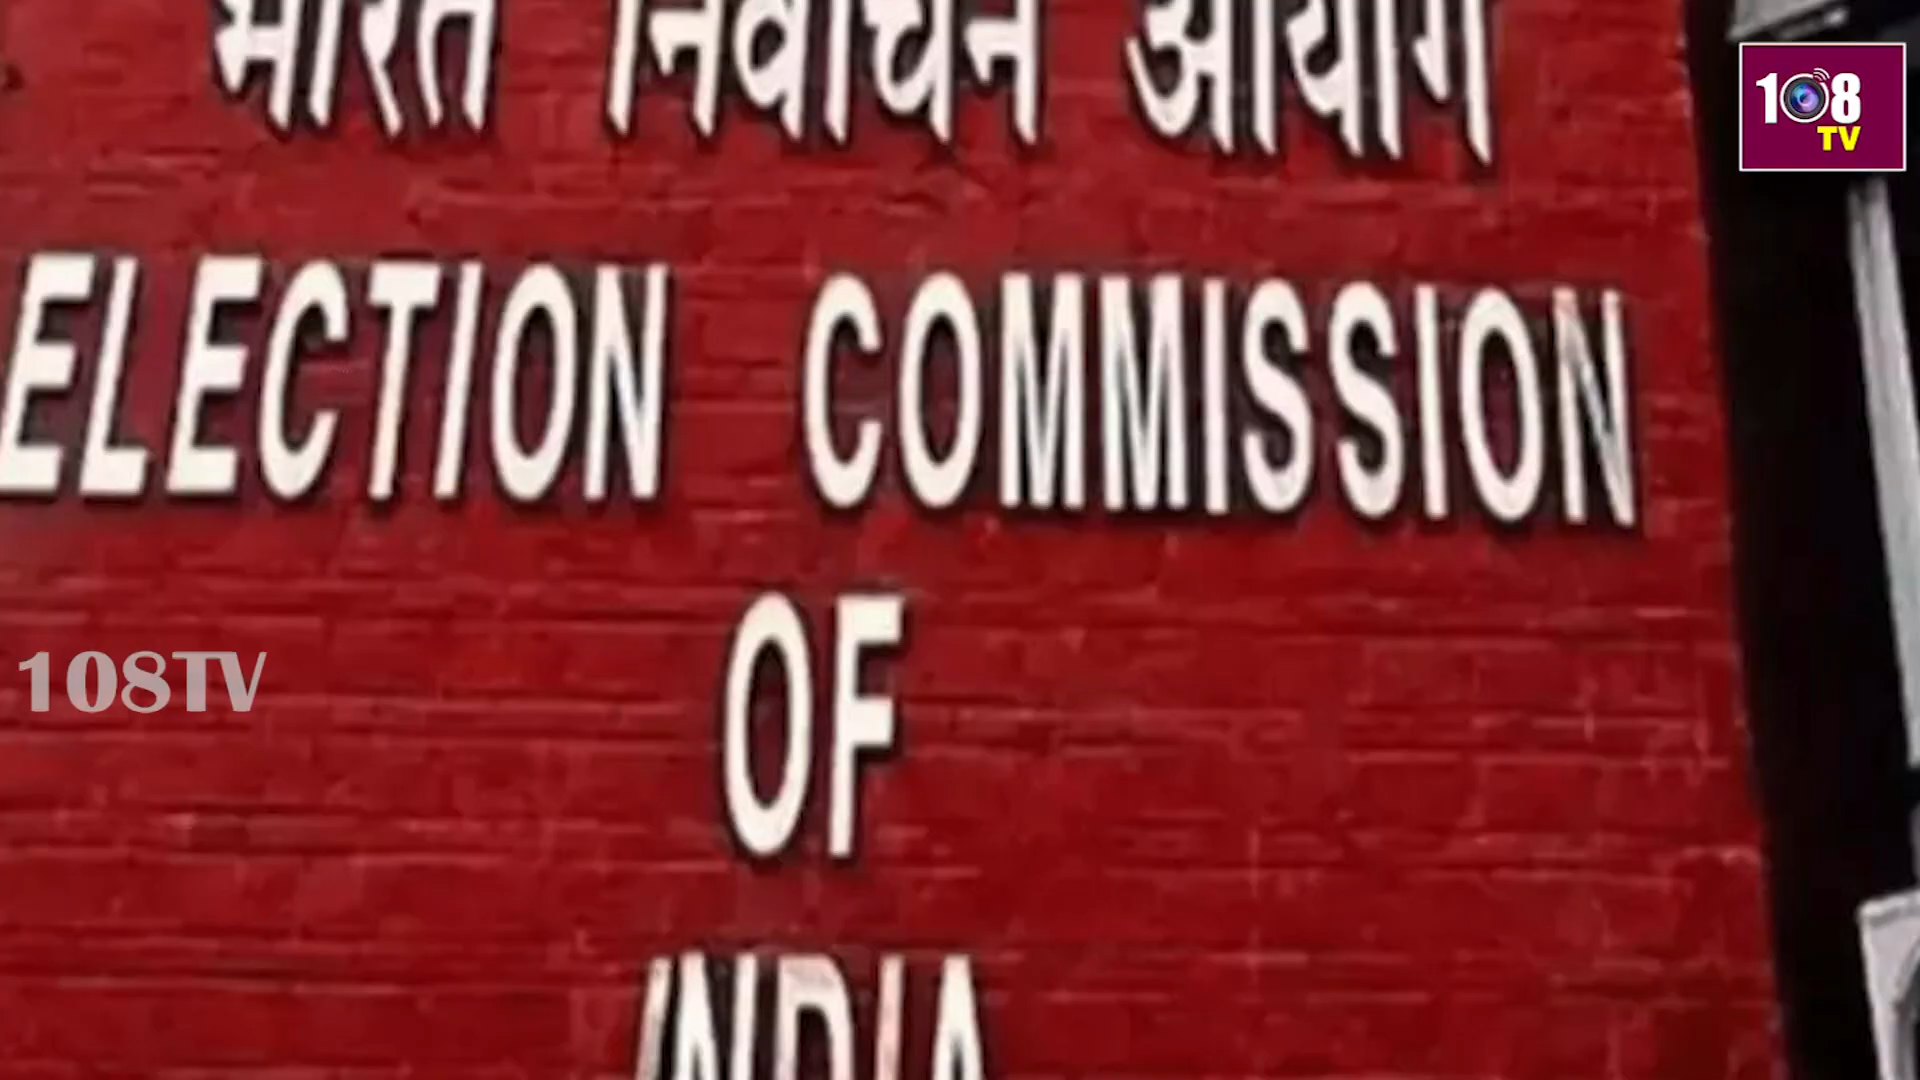 भारत निर्वाचन आयोग
108
TV
ELECTION COMMISSION
OF
108TV
INDIA